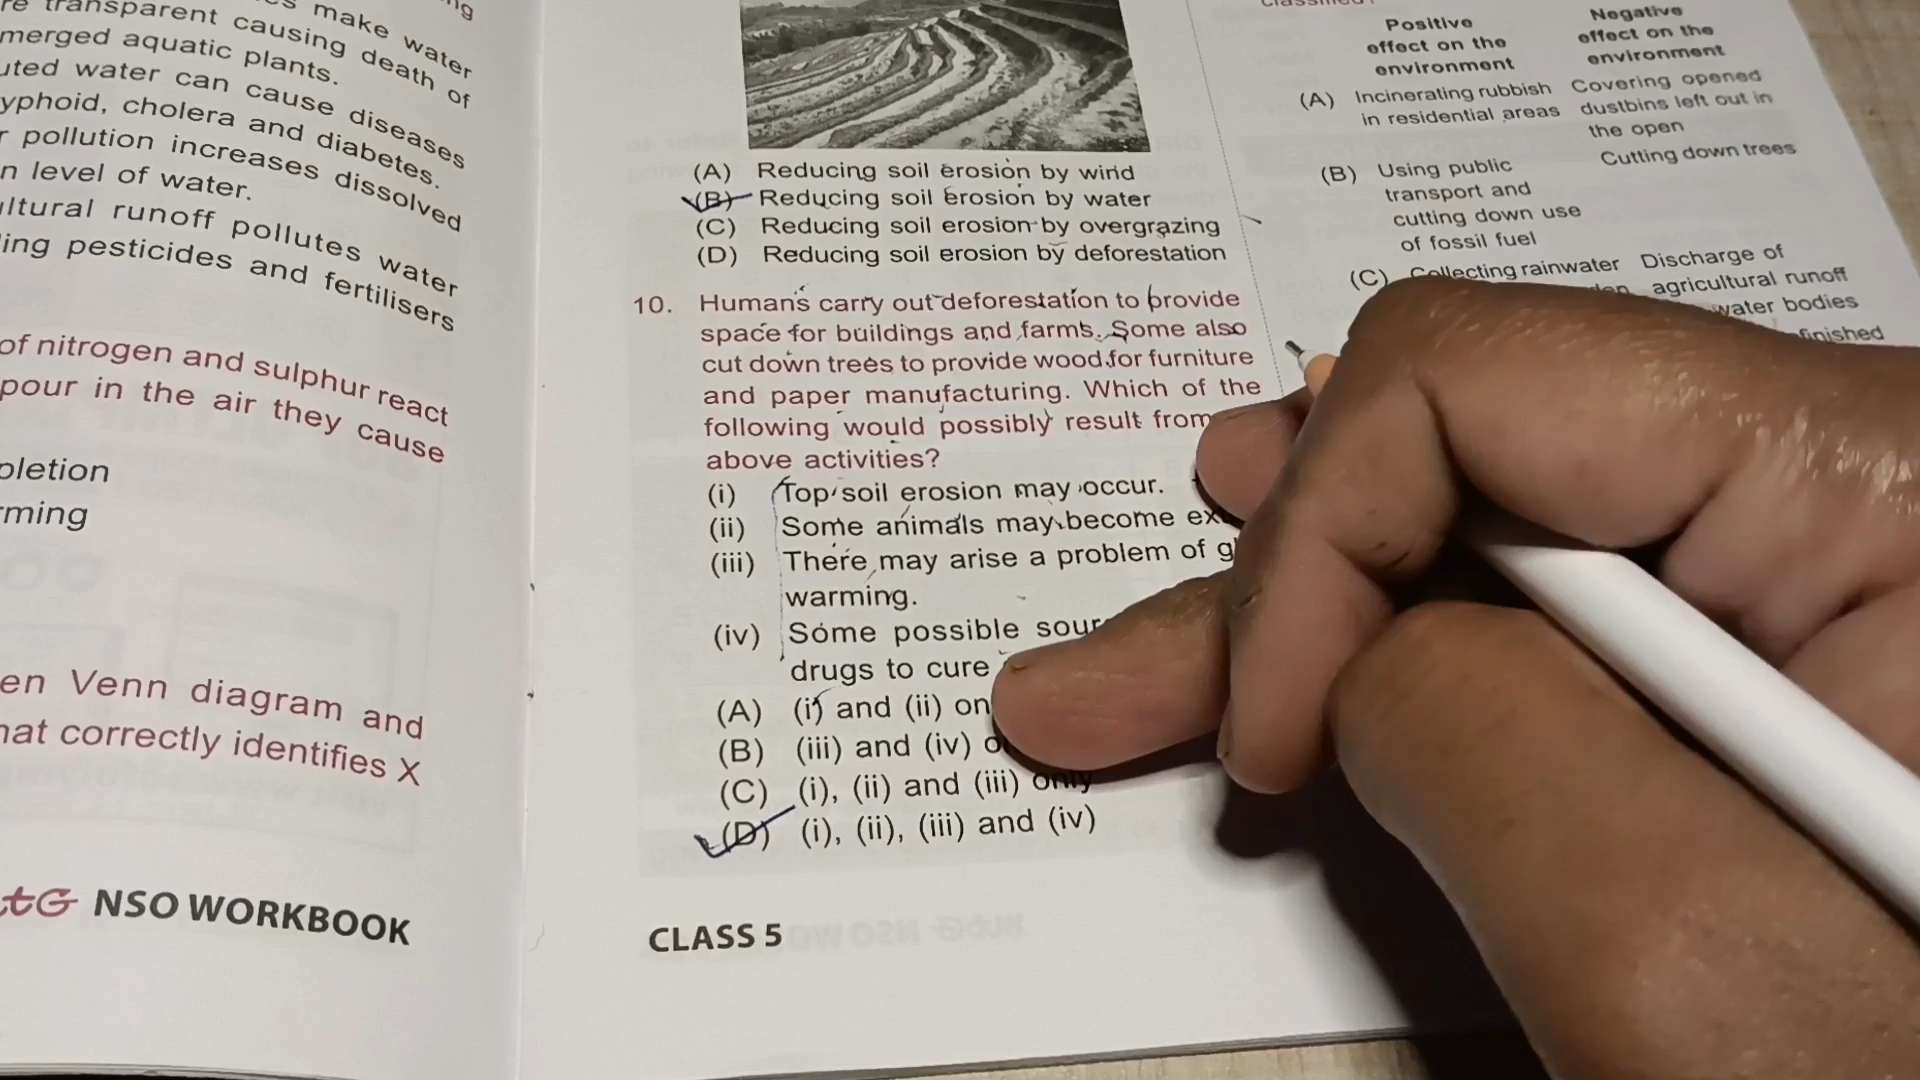 make water
re transparent causing death of
merged aquatic plants.
uted water can cause diseases
yphoid, cholera and diabetes.
r pollution increases dissolved
n level of water.
ultural runoff pollutes water
ing pesticides and fertilisers
of nitrogen and sulphur react
pour in the air they cause
pletion
rming
en Venn diagram and
hat correctly identifies X
NSO WORKBOOK
(A) Reducing soil erosion by wind
(B) Reducing soil erosion by water
(C) Reducing soil erosion by overgrazing
(D) Reducing soil erosion by deforestation
10. Humans carry out deforestation to provide
space for buildings and farms. Some also
cut down trees to provide wood for furniture
and paper manufacturing. Which of the
following would possibly result from
above activities?
(i) Top soil erosion may occur.
(ii) Some animals may become
(iii) There may arise a problem of
warming.
(iv) Some possible
drugs to cure
(A) (i) and (ii)
(B) (iii) and (iv)
(C) (i), (ii) and (iii) only
(D) (i), (ii), (iii) and (iv)
CLASS 5
Positive effect on the environment
Negative effect on the environment
(A) Incinerating rubbish in residential areas
Covering opened dustbins left out in the open
(B) Using public transport and cutting down use of fossil fuel
Cutting down trees
(C) Collecting rainwater
Discharge of
agricultural runoff
water bodies
finished